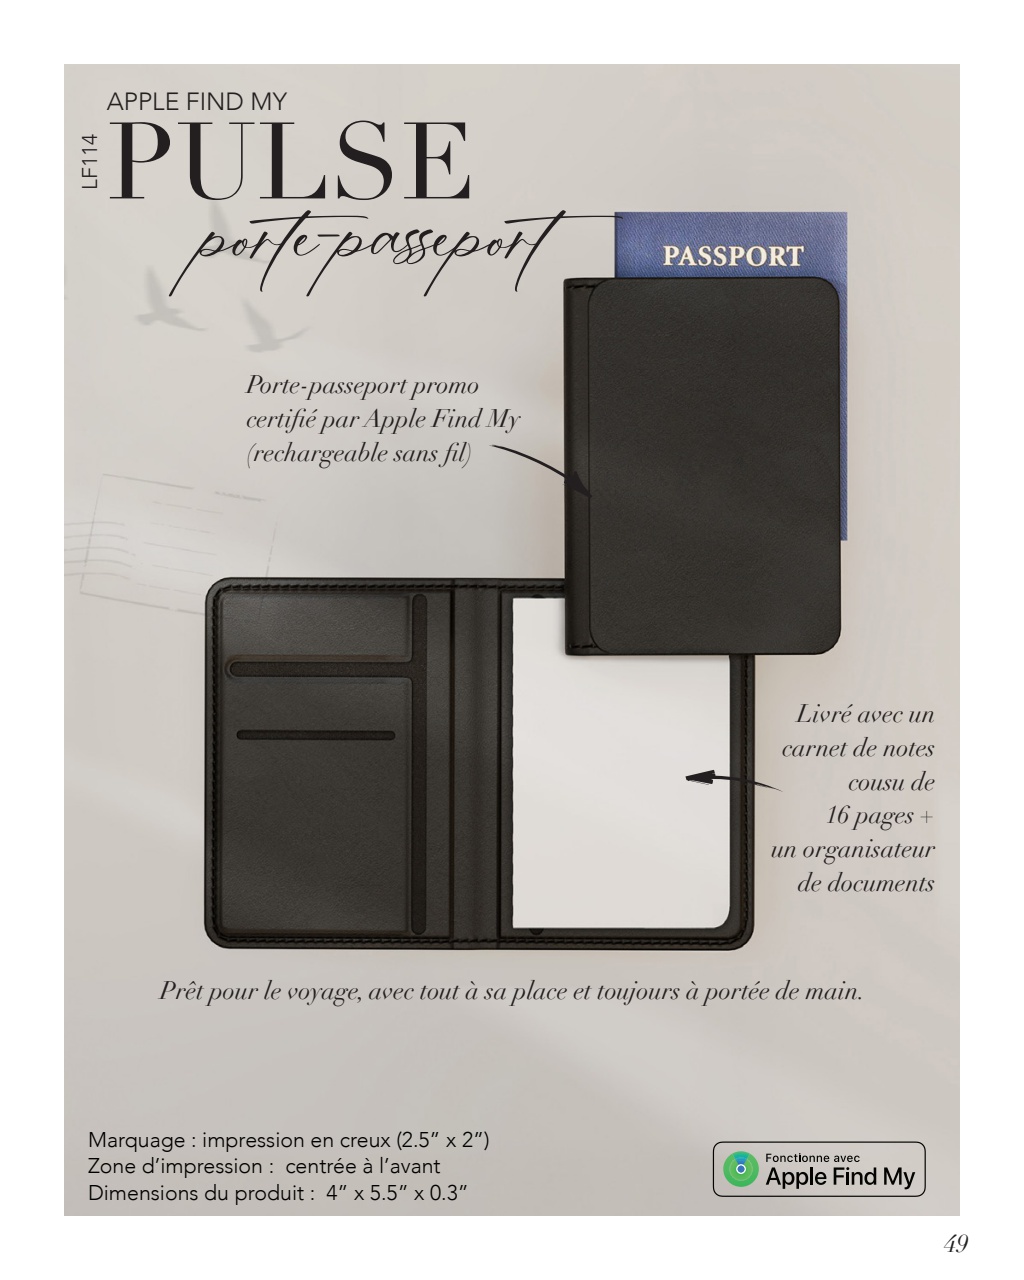 APPLE FIND MY
LF114
PULSE
porte-passeport
PASSPORT
Porte-passeport promo
certifié par Apple Find My
(rechargeable sans fil)
Livré avec un
carnet de notes
cousu de
16 pages +
un organisateur
de documents
Prêt pour le voyage, avec tout à sa place et toujours à portée de main.
Marquage : impression en creux (2.5” x 2”)
Zone d’impression :  centrée à l’avant
Dimensions du produit :  4” x 5.5” x 0.3”
Fonctionne avec
Apple Find My
49